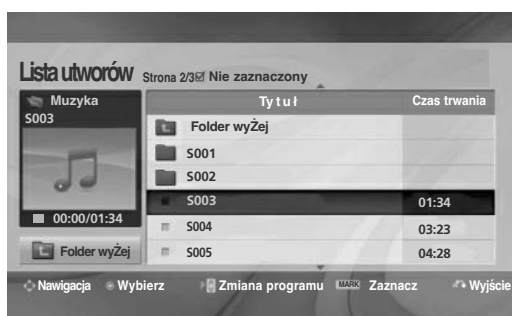 Lista utworów Strona 2/3 Nie zaznaczony
Muzyka
S003
00:00/01:34
Folder wyŻej
Tytuł Czas trwania
Folder wyŻej
S001
S002
S003 01:34
S004 03:23
S005 04:28
Nawigacja Wybierz Zmiana programu MARK Zaznacz Wyjście